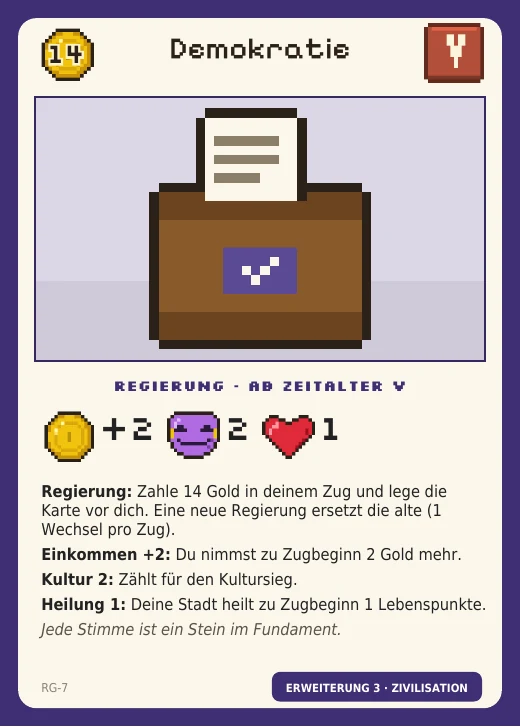 14
Demokratie
V
REGIERUNG · AB ZEITALTER V
+2 2 1
Regierung: Zahle 14 Gold in deinem Zug und lege die
Karte vor dich. Eine neue Regierung ersetzt die alte (1
Wechsel pro Zug).
Einkommen +2: Du nimmst zu Zugbeginn 2 Gold mehr.
Kultur 2: Zählt für den Kultursieg.
Heilung 1: Deine Stadt heilt zu Zugbeginn 1 Lebenspunkte.
Jede Stimme ist ein Stein im Fundament.
RG-7
ERWEITERUNG 3 · ZIVILISATION